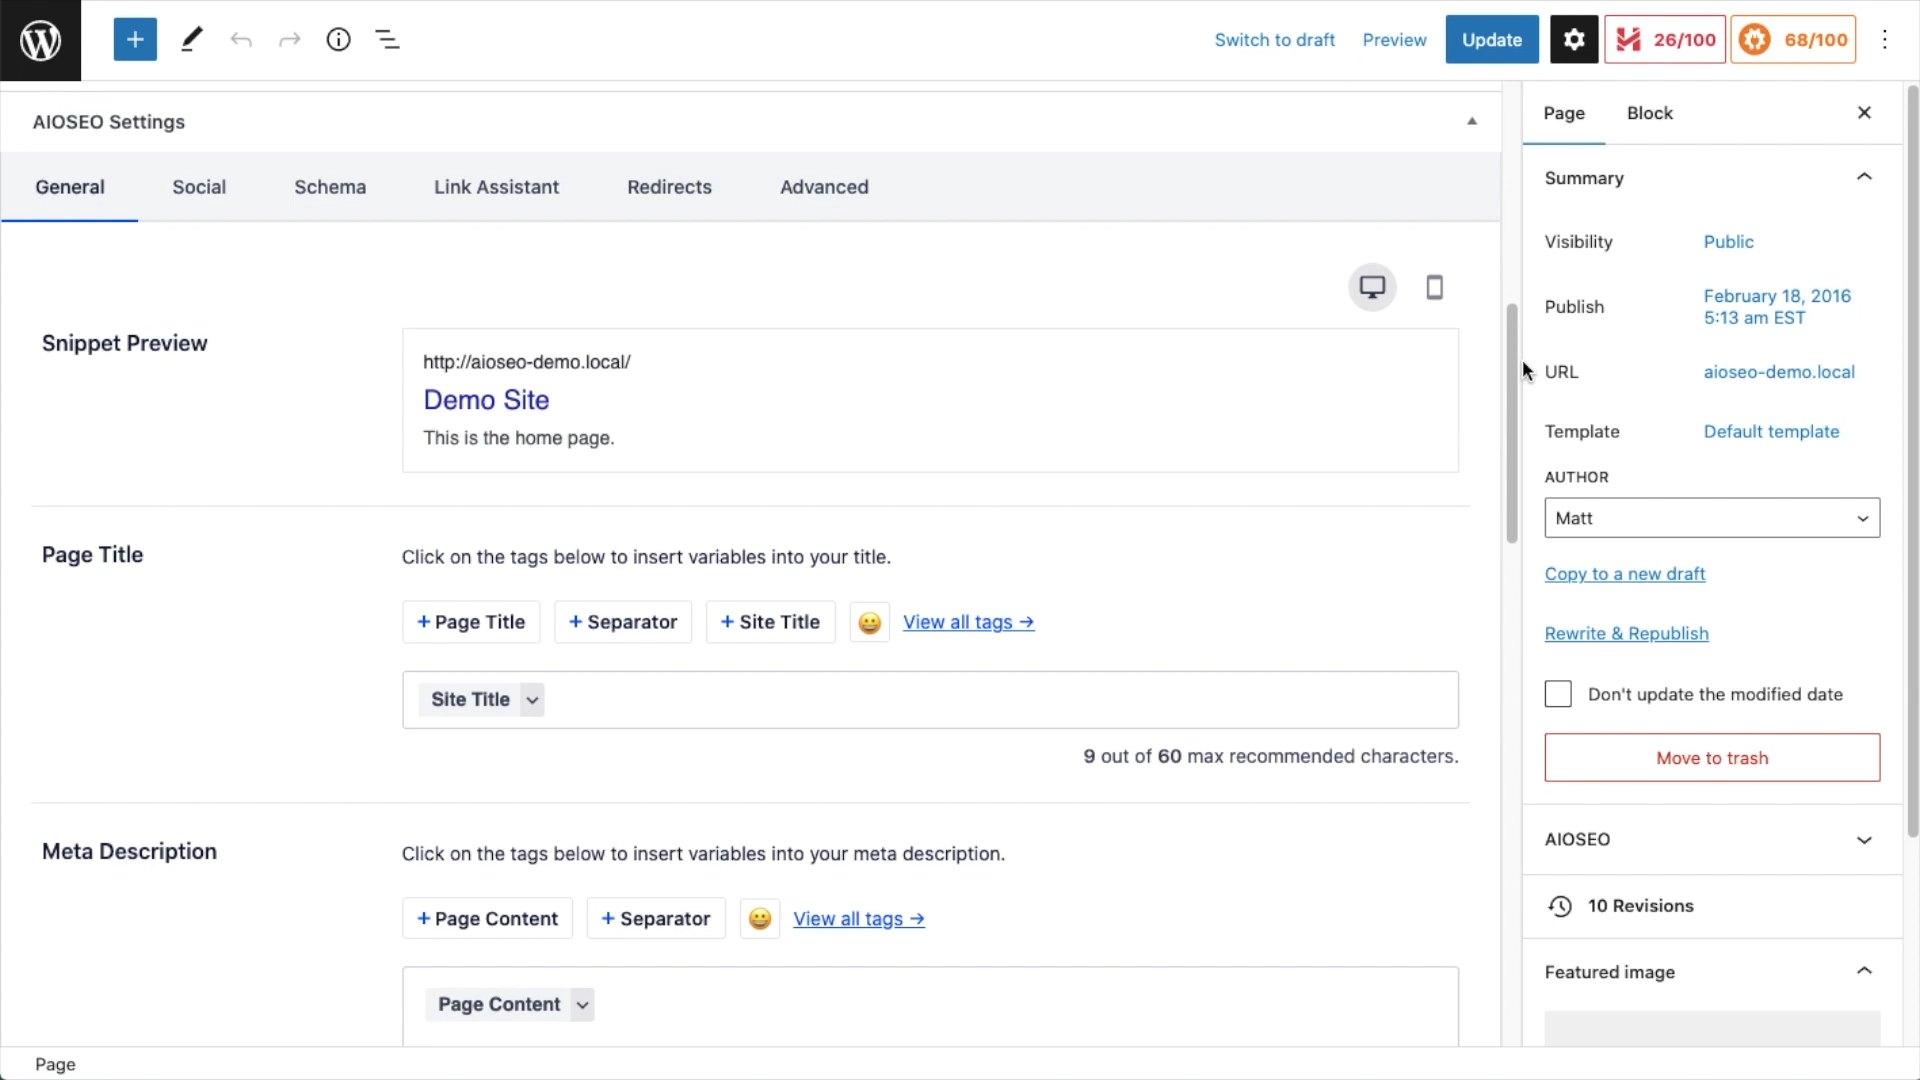 Switch to draft
Preview
Update
26/100
68/100
AIOSEO Settings
General
Social
Schema
Link Assistant
Redirects
Advanced
Snippet Preview
http://aioseo-demo.local/
Demo Site
This is the home page.
Page Title
Click on the tags below to insert variables into your title.
+ Page Title
+ Separator
+ Site Title
View all tags →
Site Title
9 out of 60 max recommended characters.
Meta Description
Click on the tags below to insert variables into your meta description.
+ Page Content
+ Separator
View all tags →
Page Content
Page
Block
Summary
Visibility
Public
Publish
February 18, 2016
5:13 am EST
URL
aioseo-demo.local
Template
Default template
AUTHOR
Matt
Copy to a new draft
Rewrite & Republish
Don't update the modified date
Move to trash
AIOSEO
10 Revisions
Featured image
Page